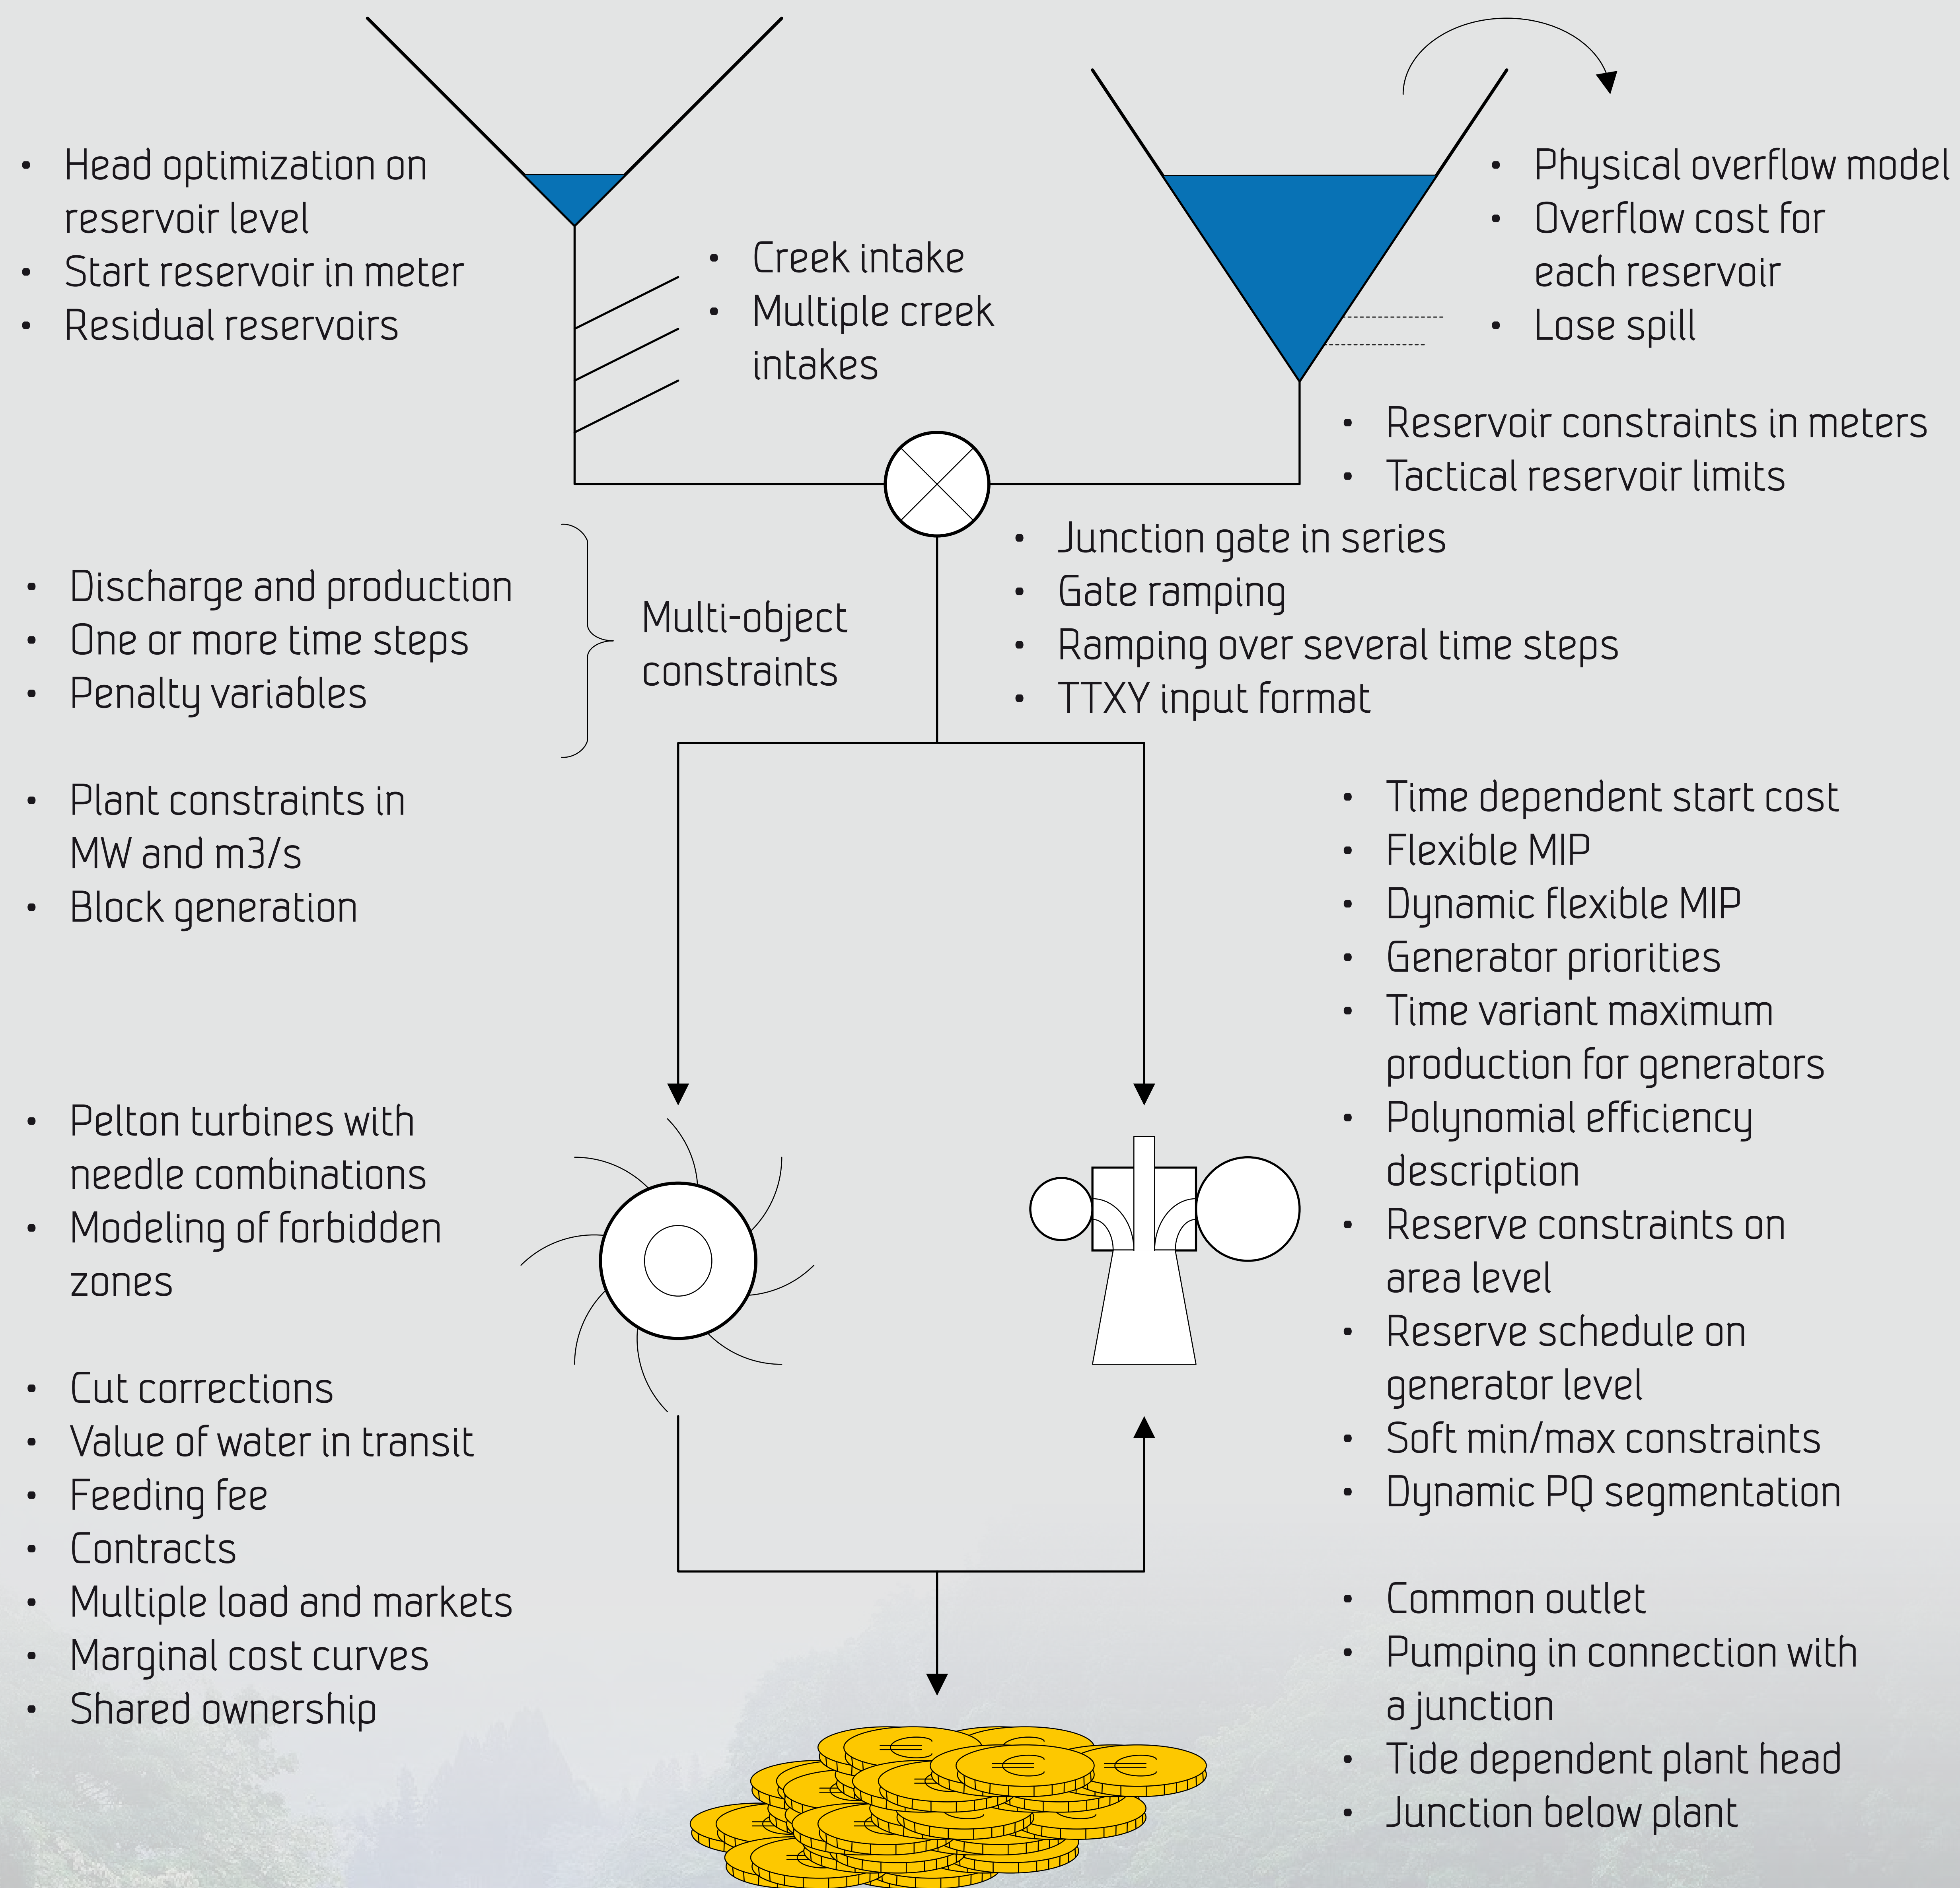 • Head optimization on
reservoir level
• Start reservoir in meter
• Residual reservoirs
• Creek intake
• Multiple creek
intakes
• Physical overflow model
• Overflow cost for
each reservoir
• Lose spill
• Reservoir constraints in meters
• Tactical reservoir limits
• Discharge and production
• One or more time steps
• Penalty variables
Multi-object
constraints
• Junction gate in series
• Gate ramping
• Ramping over several time steps
• TTXY input format
• Plant constraints in
MW and m3/s
• Block generation
• Time dependent start cost
• Flexible MIP
• Dynamic flexible MIP
• Generator priorities
• Time variant maximum
production for generators
• Polynomial efficiency
description
• Reserve constraints on
area level
• Reserve schedule on
generator level
• Soft min/max constraints
• Dynamic PQ segmentation
• Pelton turbines with
needle combinations
• Modeling of forbidden
zones
• Cut corrections
• Value of water in transit
• Feeding fee
• Contracts
• Multiple load and markets
• Marginal cost curves
• Shared ownership
• Common outlet
• Pumping in connection with
a junction
• Tide dependent plant head
• Junction below plant